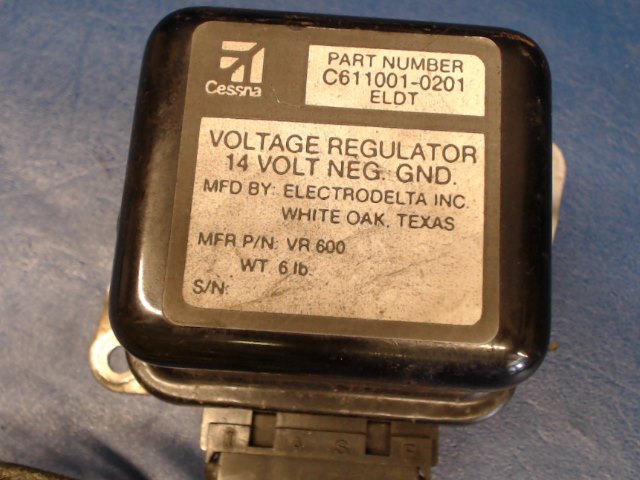 Cessna
PART NUMBER
C611001-0201
ELDT
VOLTAGE REGULATOR
14 VOLT NEG. GND.
MFD BY: ELECTRODELTA INC.
WHITE OAK, TEXAS
MFR P/N: VR 600
WT. 6 lb.
S/N:
A S F